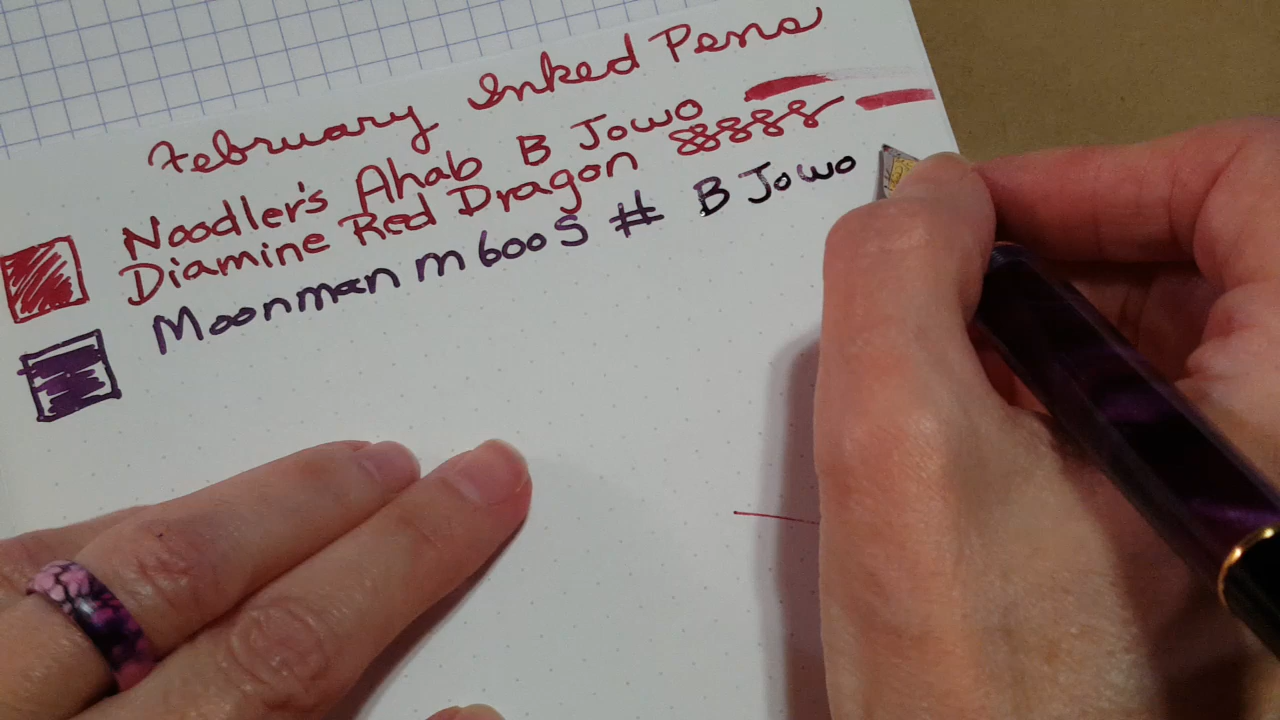 February Inked Pens
Noodler's Ahab B Jowo
Diamine Red Dragon
Moonman m600S # B Jowo